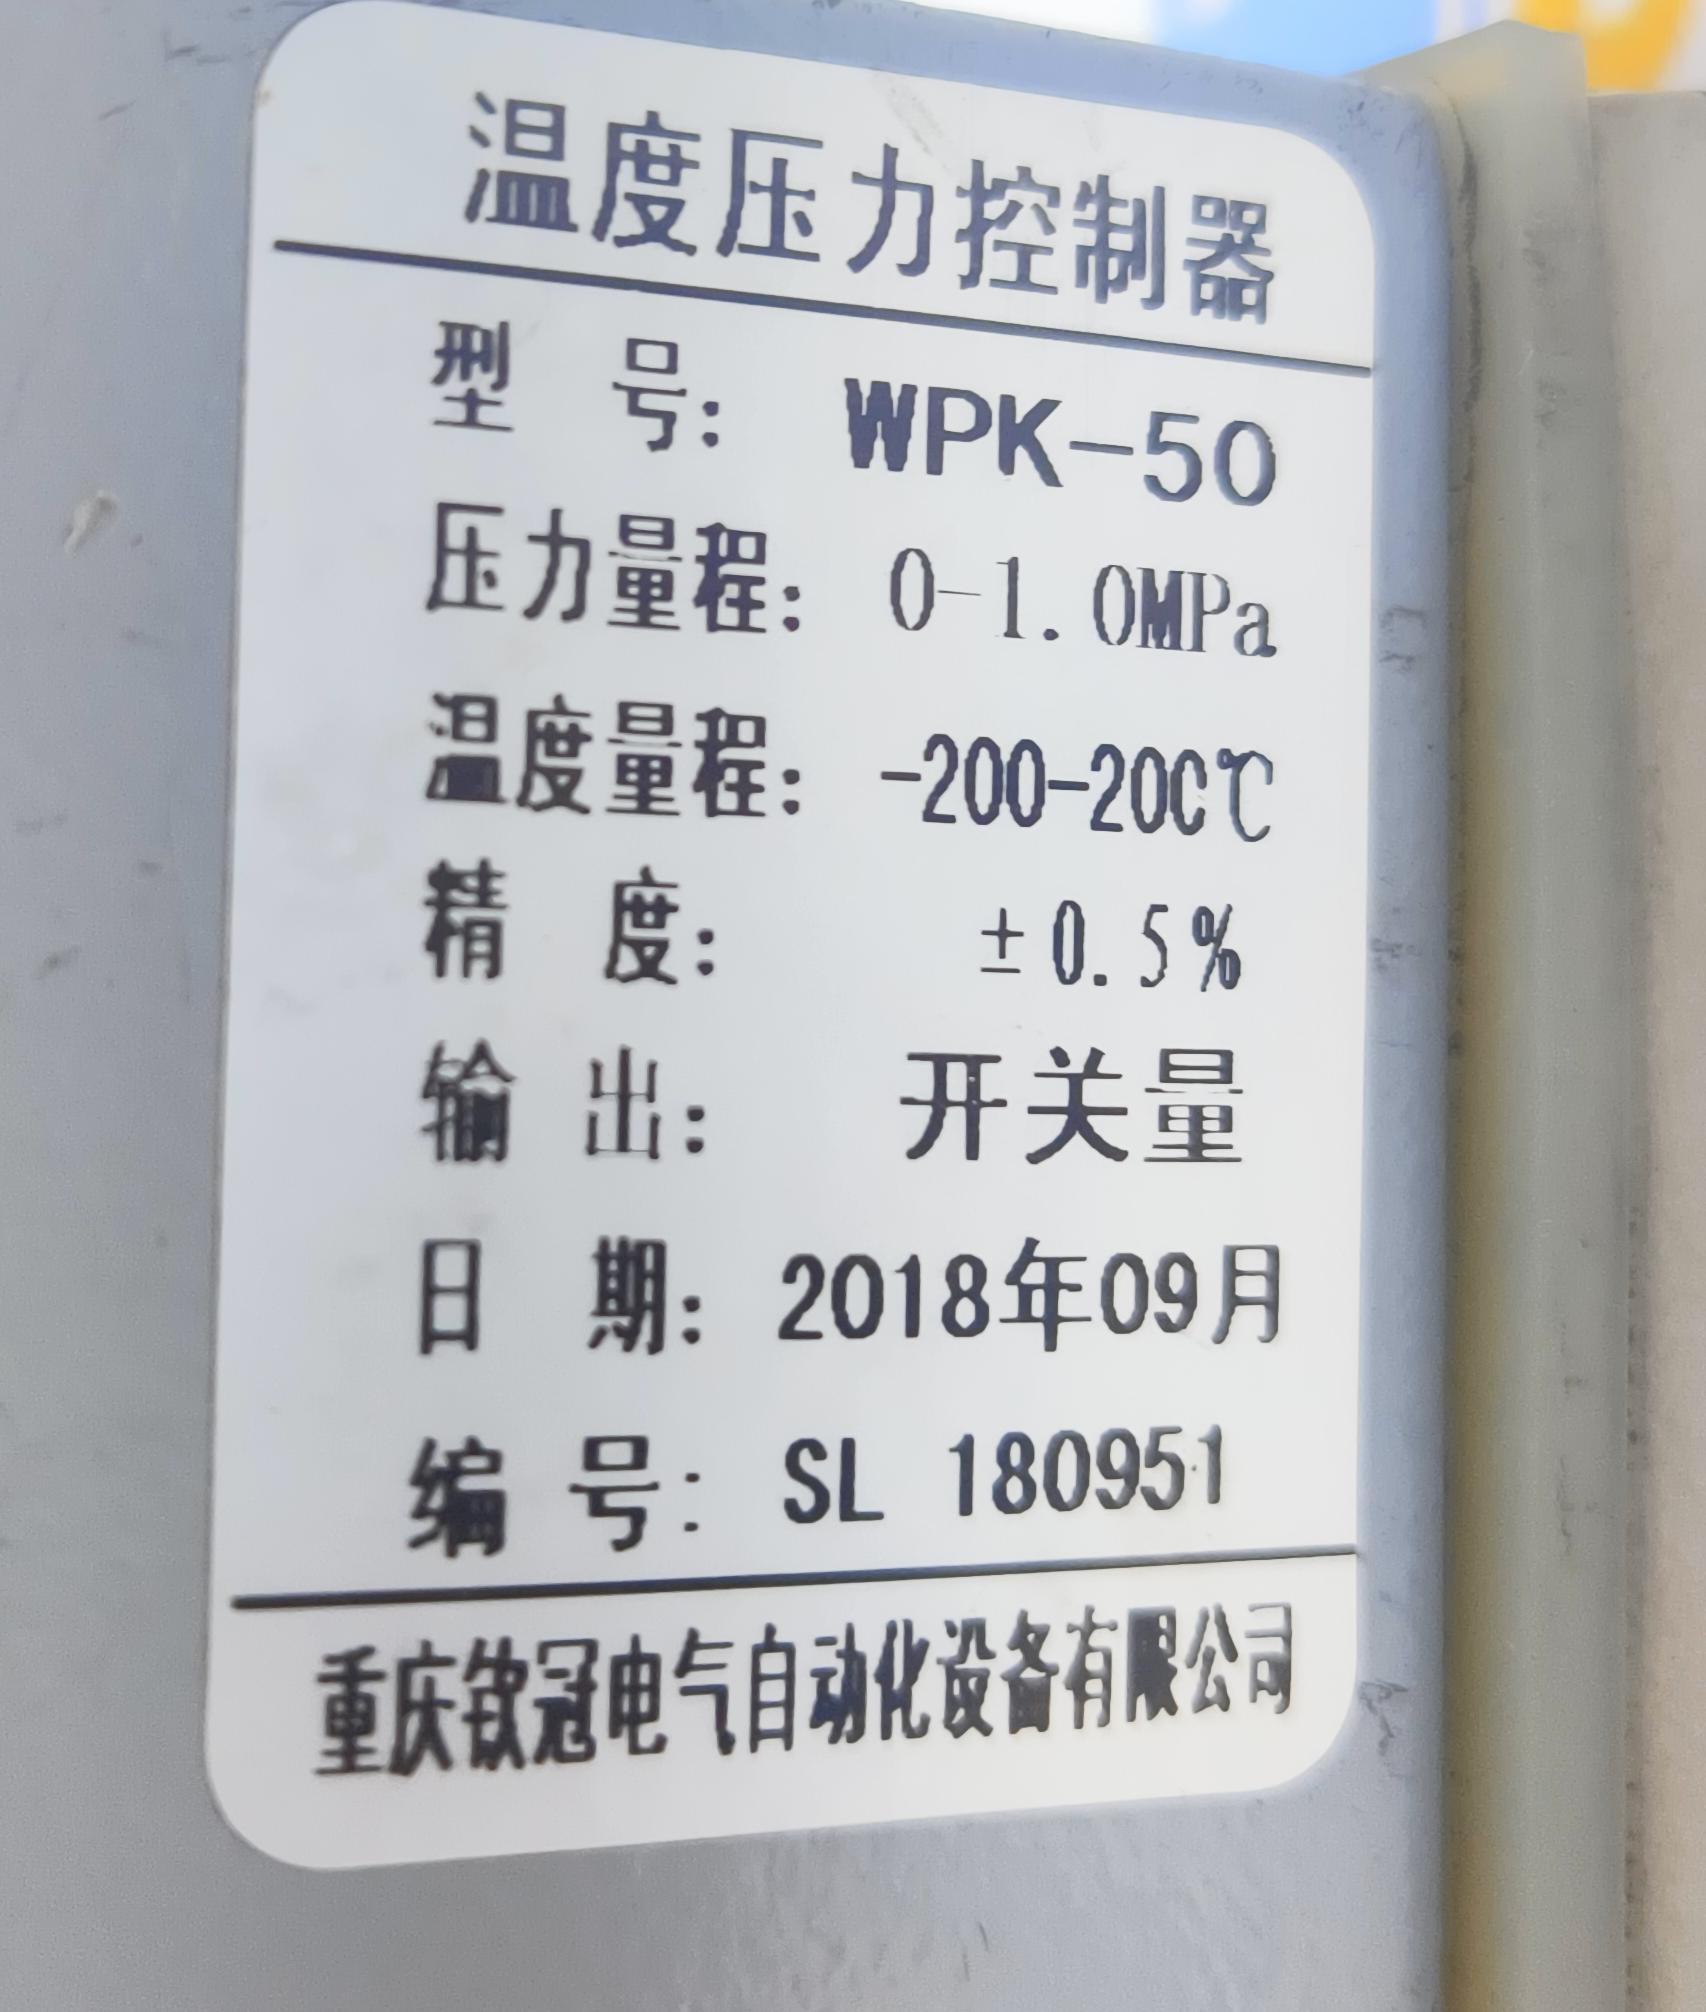 温度压力控制器
型 号: WPK-50
压力量程: 0-1.0MPa
温度量程: -200-200℃
精 度: ±0.5%
输 出: 开关量
日 期: 2018年09月
编 号: SL 180951
重庆钦冠电气自动化设备有限公司